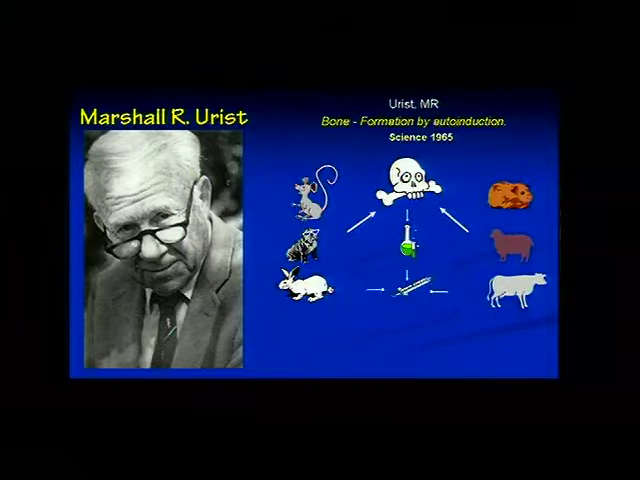 Marshall R. Urist
Urist, MR
Bone - Formation by autoinduction.
Science 1965